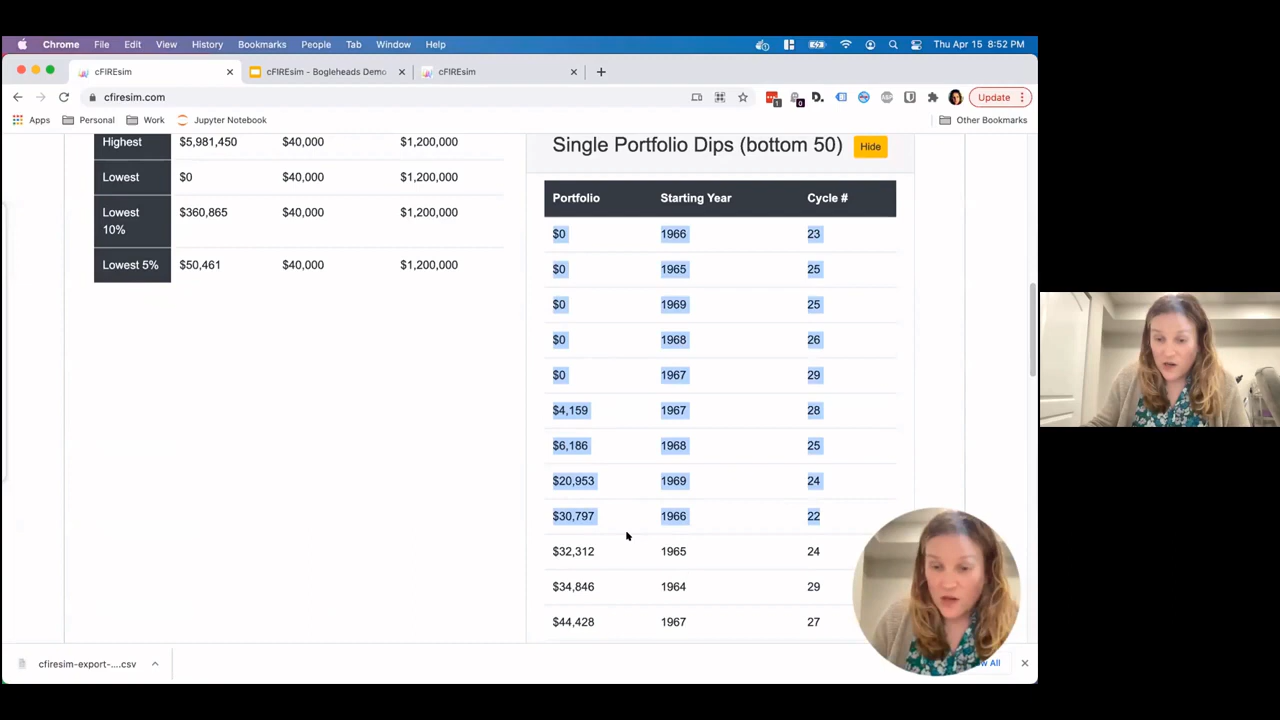 Chrome File Edit View History Bookmarks People Tab Window Help Thu Apr 15 8:52 PM
cFIREsim cFIREsim - Bogleheads Demo cFIREsim
cfiresim.com Update
Apps Personal Work Jupyter Notebook Other Bookmarks
Highest $5,981,450 $40,000 $1,200,000
Lowest $0 $40,000 $1,200,000
Lowest 10% $360,865 $40,000 $1,200,000
Lowest 5% $50,461 $40,000 $1,200,000
Single Portfolio Dips (bottom 50) Hide
Portfolio Starting Year Cycle #
$0 1966 23
$0 1965 25
$0 1969 25
$0 1968 26
$0 1967 29
$4,159 1967 28
$6,186 1968 25
$20,953 1969 24
$30,797 1966 22
$32,312 1965 24
$34,846 1964 29
$44,428 1967 27
cfiresim-export-....csv
All